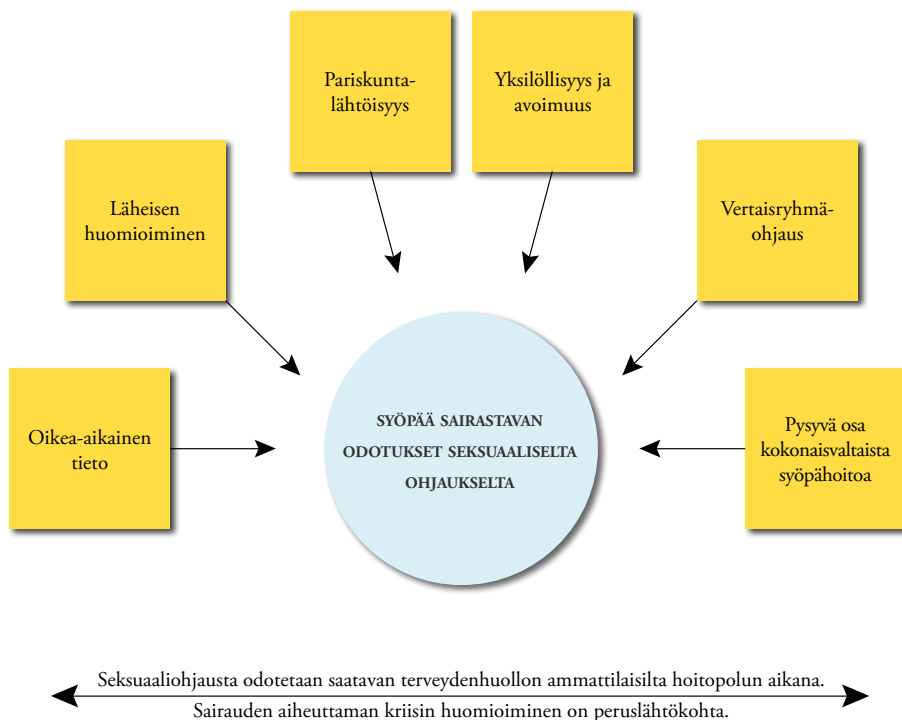 Pariskunta-
lähtöisyys
Yksilöllisyys ja
avoimuus
Läheisen
huomioiminen
Vertaisryhmä-
ohjaus
Oikea-aikainen
tieto
SYÖPÄÄ SAIRASTAVAN
ODOTUKSET SEKSUAALISELTA
OHJAUKSELTA
Pysyvä osa
kokonaisvaltaista
syöpähoitoa
Seksuaaliohjausta odotetaan saatavan terveydenhuollon ammattilaisilta hoitopolun aikana.
Sairauden aiheuttaman kriisin huomioiminen on peruslähtökohta.